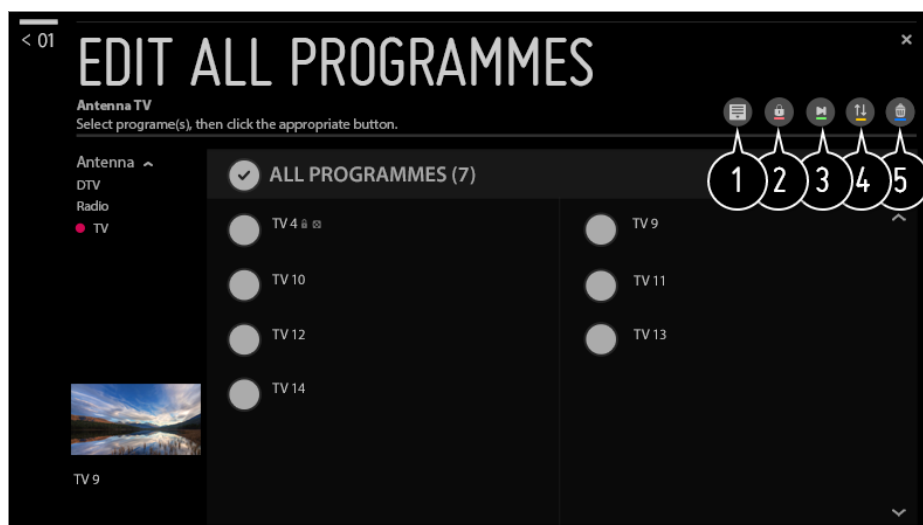 < 01
EDIT ALL PROGRAMMES
Antenna TV
Select programe(s), then click the appropriate button.
1 2 3 4 5
Antenna
DTV
Radio
TV
ALL PROGRAMMES (7)
TV 4
TV 9
TV 10
TV 11
TV 12
TV 13
TV 14
TV 9